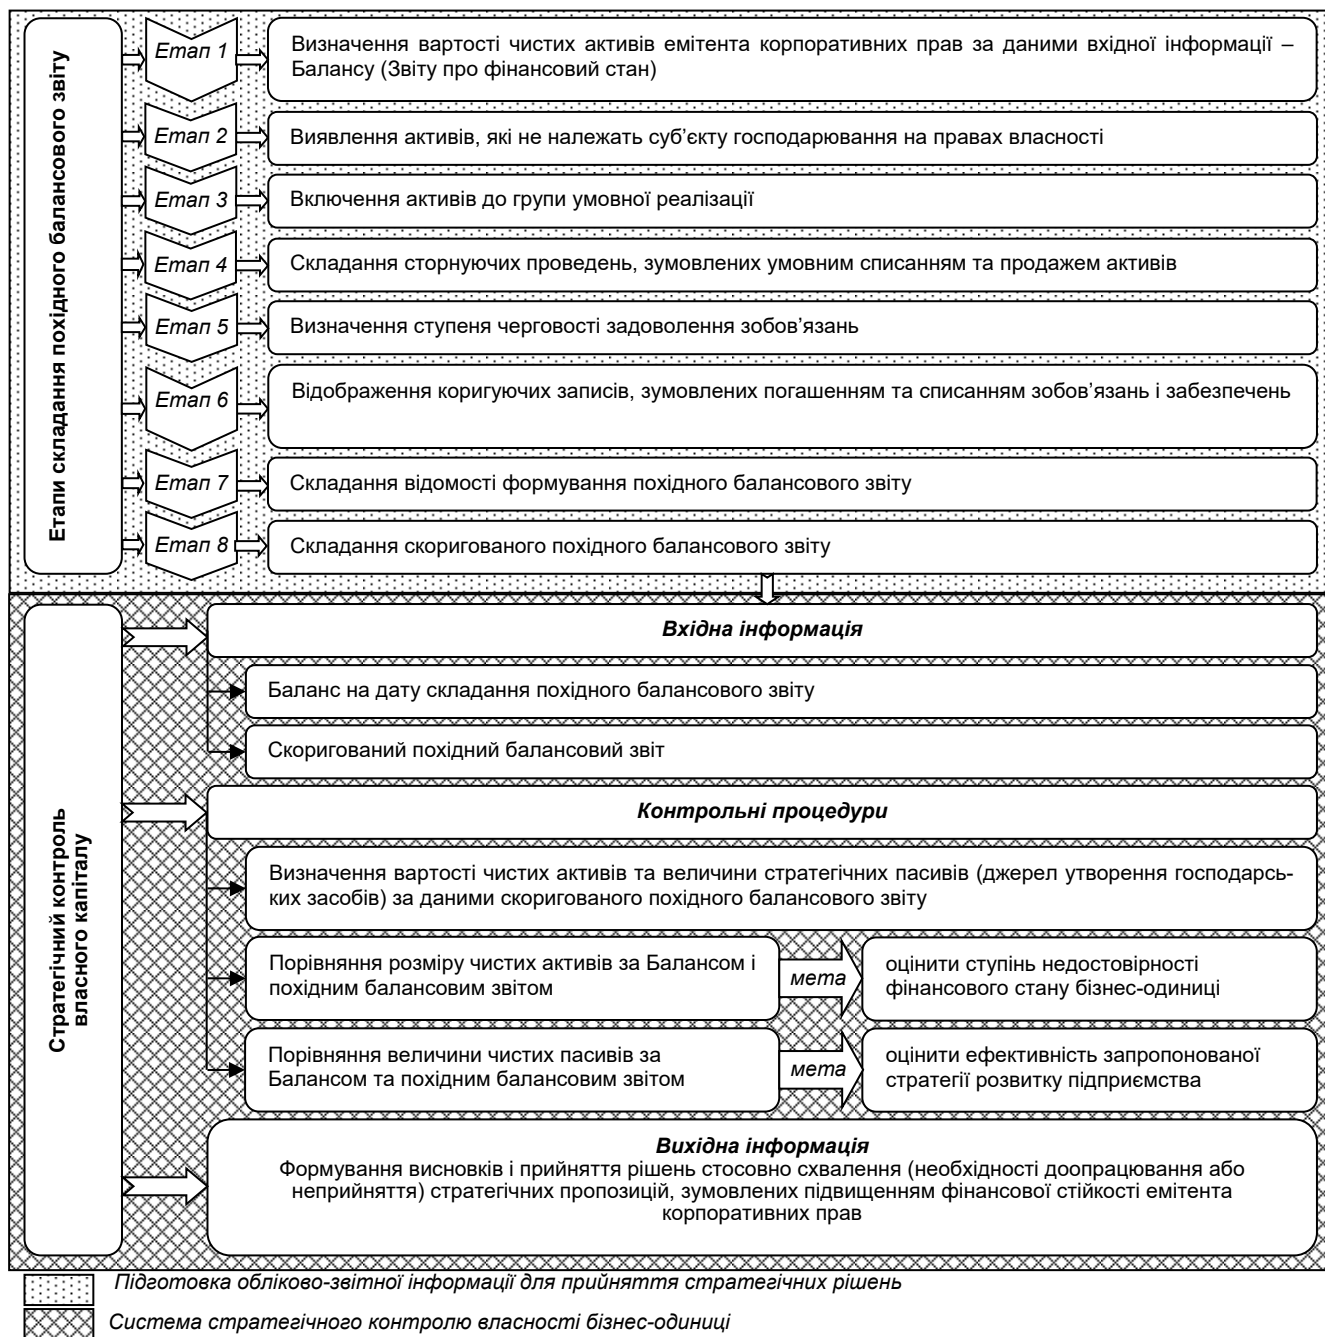 Етапи складання похідного балансового звіту
Етап 1
Визначення вартості чистих активів емітента корпоративних прав за даними вхідної інформації –
Балансу (Звіту про фінансовий стан)
Етап 2
Виявлення активів, які не належать суб’єкту господарювання на правах власності
Етап 3
Включення активів до групи умовної реалізації
Етап 4
Складання сторнуючих проведень, зумовлених умовним списанням та продажем активів
Етап 5
Визначення ступеня черговості задоволення зобов’язань
Етап 6
Відображення коригуючих записів, зумовлених погашенням та списанням зобов’язань і забезпечень
Етап 7
Складання відомості формування похідного балансового звіту
Етап 8
Складання скоригованого похідного балансового звіту
Стратегічний контроль
власного капіталу
Вхідна інформація
Баланс на дату складання похідного балансового звіту
Скоригований похідний балансовий звіт
Контрольні процедури
Визначення вартості чистих активів та величини стратегічних пасивів (джерел утворення господарсь-
ких засобів) за даними скоригованого похідного балансового звіту
Порівняння розміру чистих активів за Балансом і
похідним балансовим звітом
мета
оцінити ступінь недостовірності
фінансового стану бізнес-одиниці
Порівняння величини чистих пасивів за
Балансом та похідним балансовим звітом
мета
оцінити ефективність запропонованої
стратегії розвитку підприємства
Вихідна інформація
Формування висновків і прийняття рішень стосовно схвалення (необхідності доопрацювання або
неприйняття) стратегічних пропозицій, зумовлених підвищенням фінансової стійкості емітента
корпоративних прав
Підготовка обліково-звітної інформації для прийняття стратегічних рішень
Система стратегічного контролю власності бізнес-одиниці